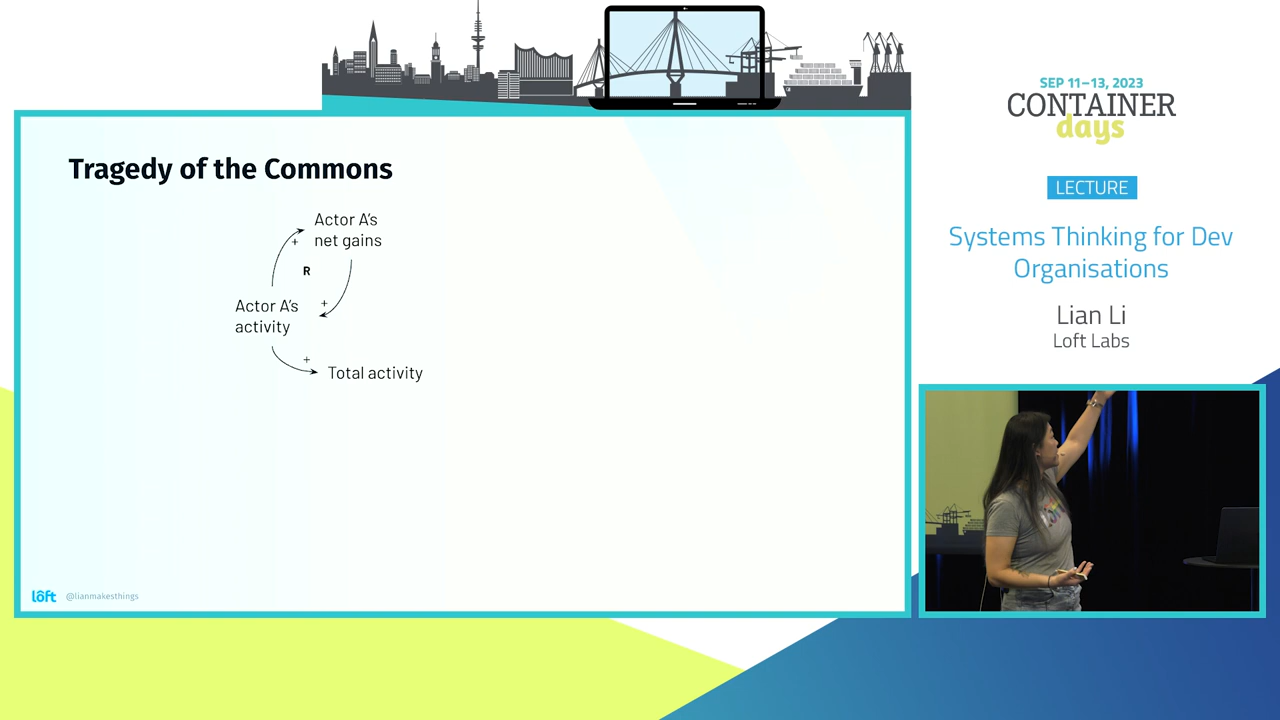 SEP 11–13, 2023
CONTAINER
days
LECTURE
Systems Thinking for Dev
Organisations
Lian Li
Loft Labs
Tragedy of the Commons
Actor A's
net gains
+
R
Actor A's
activity
+
+
Total activity
loft
@lianmakesthings